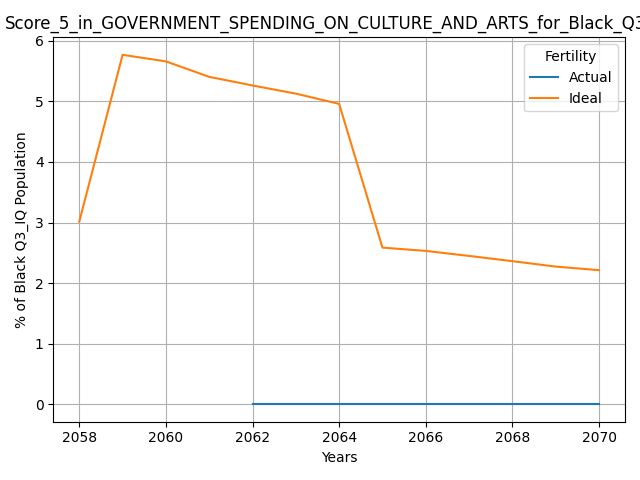 Score_5_in_GOVERNMENT_SPENDING_ON_CULTURE_AND_ARTS_for_Black_Q3
Fertility
Actual
Ideal
% of Black Q3_IQ Population
6
5
4
3
2
1
0
2058 2060 2062 2064 2066 2068 2070
Years